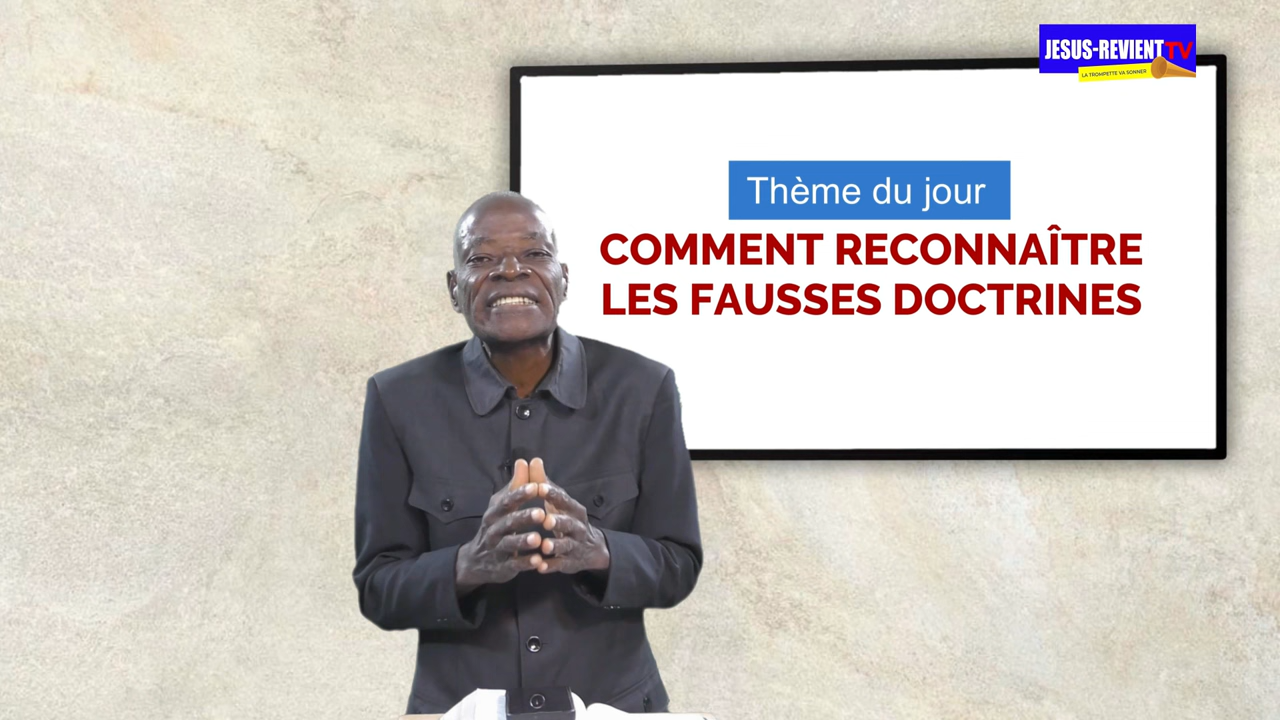 JESUS-REVIENT TV
LA TROMPETTE VA SONNER
Thème du jour
COMMENT RECONNAÎTRE
LES FAUSSES DOCTRINES